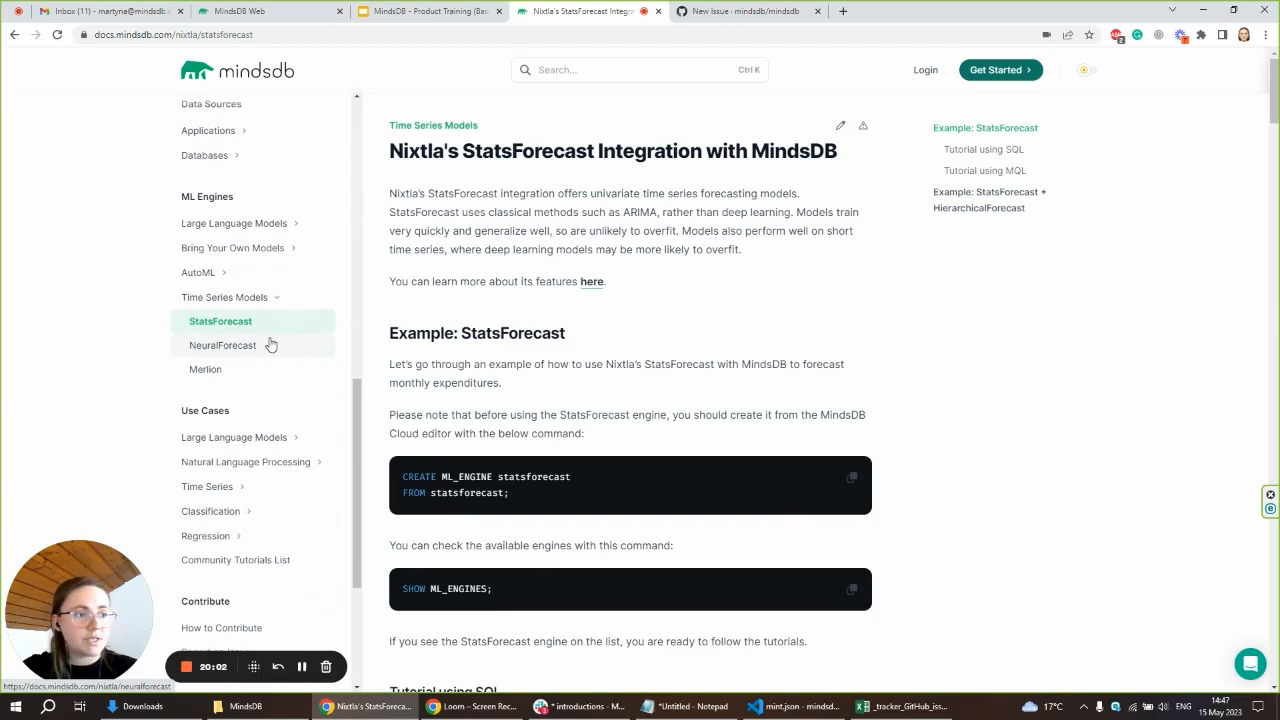 Inbox (1) - martyna@mindsdb.c
MindsDB Web
MindsDB - Product Training (Bas
Nixtla's StatsForecast Integra
New Issue · mindsdb/mindsdb
docs.mindsdb.com/nixtla/statsforecast
mindsdb
Search...
Ctrl K
Login
Get Started
Data Sources
Applications
Databases
ML Engines
Large Language Models
Bring Your Own Models
AutoML
Time Series Models
StatsForecast
NeuralForecast
Merlion
Use Cases
Large Language Models
Natural Language Processing
Time Series
Classification
Regression
Community Tutorials List
Contribute
How to Contribute
Time Series Models
Nixtla's StatsForecast Integration with MindsDB
Nixtla's StatsForecast integration offers univariate time series forecasting models.
StatsForecast uses classical methods such as ARIMA, rather than deep learning. Models train
very quickly and generalize well, so are unlikely to overfit. Models also perform well on short
time series, where deep learning models may be more likely to overfit.
You can learn more about its features here.
Example: StatsForecast
Let's go through an example of how to use Nixtla's StatsForecast with MindsDB to forecast
monthly expenditures.
Please note that before using the StatsForecast engine, you should create it from the MindsDB
Cloud editor with the below command:
CREATE ML_ENGINE statsforecast
FROM statsforecast;
You can check the available engines with this command:
SHOW ML_ENGINES;
If you see the StatsForecast engine on the list, you are ready to follow the tutorials.
Tutorial using SQL
Example: StatsForecast
Tutorial using SQL
Tutorial using MQL
Example: StatsForecast +
HierarchicalForecast
20:02
https://docs.mindsdb.com/nixtla/neuralforecast
Downloads
MindsDB
Nixtla's StatsForeca...
Loom – Screen Rec...
* introductions - M...
*Untitled - Notepad
mint.json - mindsd...
_tracker_GitHub_iss...
17°C
ENG
14:47
15 May 2023